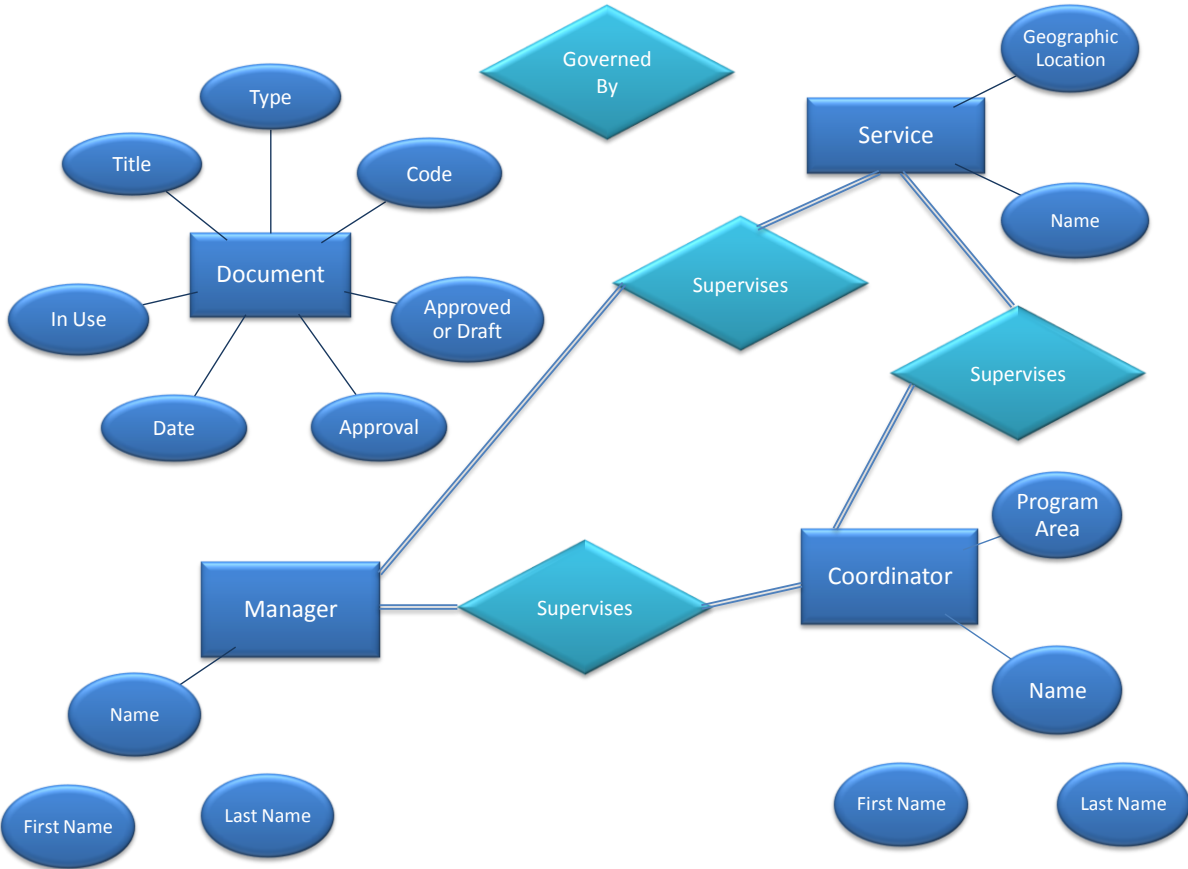 Geographic
Location
Governed
By
Type
Service
Title
Code
Name
Document
Supervises
In Use
Approved
or Draft
Supervises
Date
Approval
Program
Area
Coordinator
Manager
Supervises
Name
Name
First Name
Last Name
First Name
Last Name